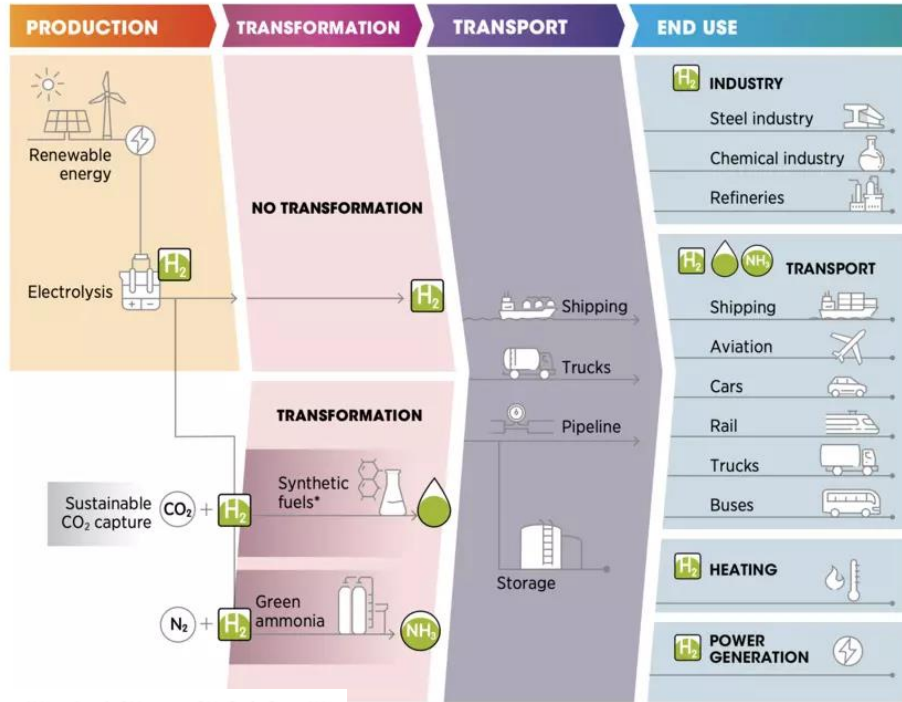 PRODUCTION
TRANSFORMATION
TRANSPORT
END USE
Renewable
energy
Electrolysis
H₂
NO TRANSFORMATION
H₂
TRANSFORMATION
Sustainable
CO₂ capture
CO₂ + H₂
Synthetic
fuels*
N₂ + H₂
Green
ammonia
NH₃
Shipping
Trucks
Pipeline
Storage
H₂ INDUSTRY
Steel industry
Chemical industry
Refineries
H₂ NH₃ TRANSPORT
Shipping
Aviation
Cars
Rail
Trucks
Buses
H₂ HEATING
H₂ POWER
GENERATION